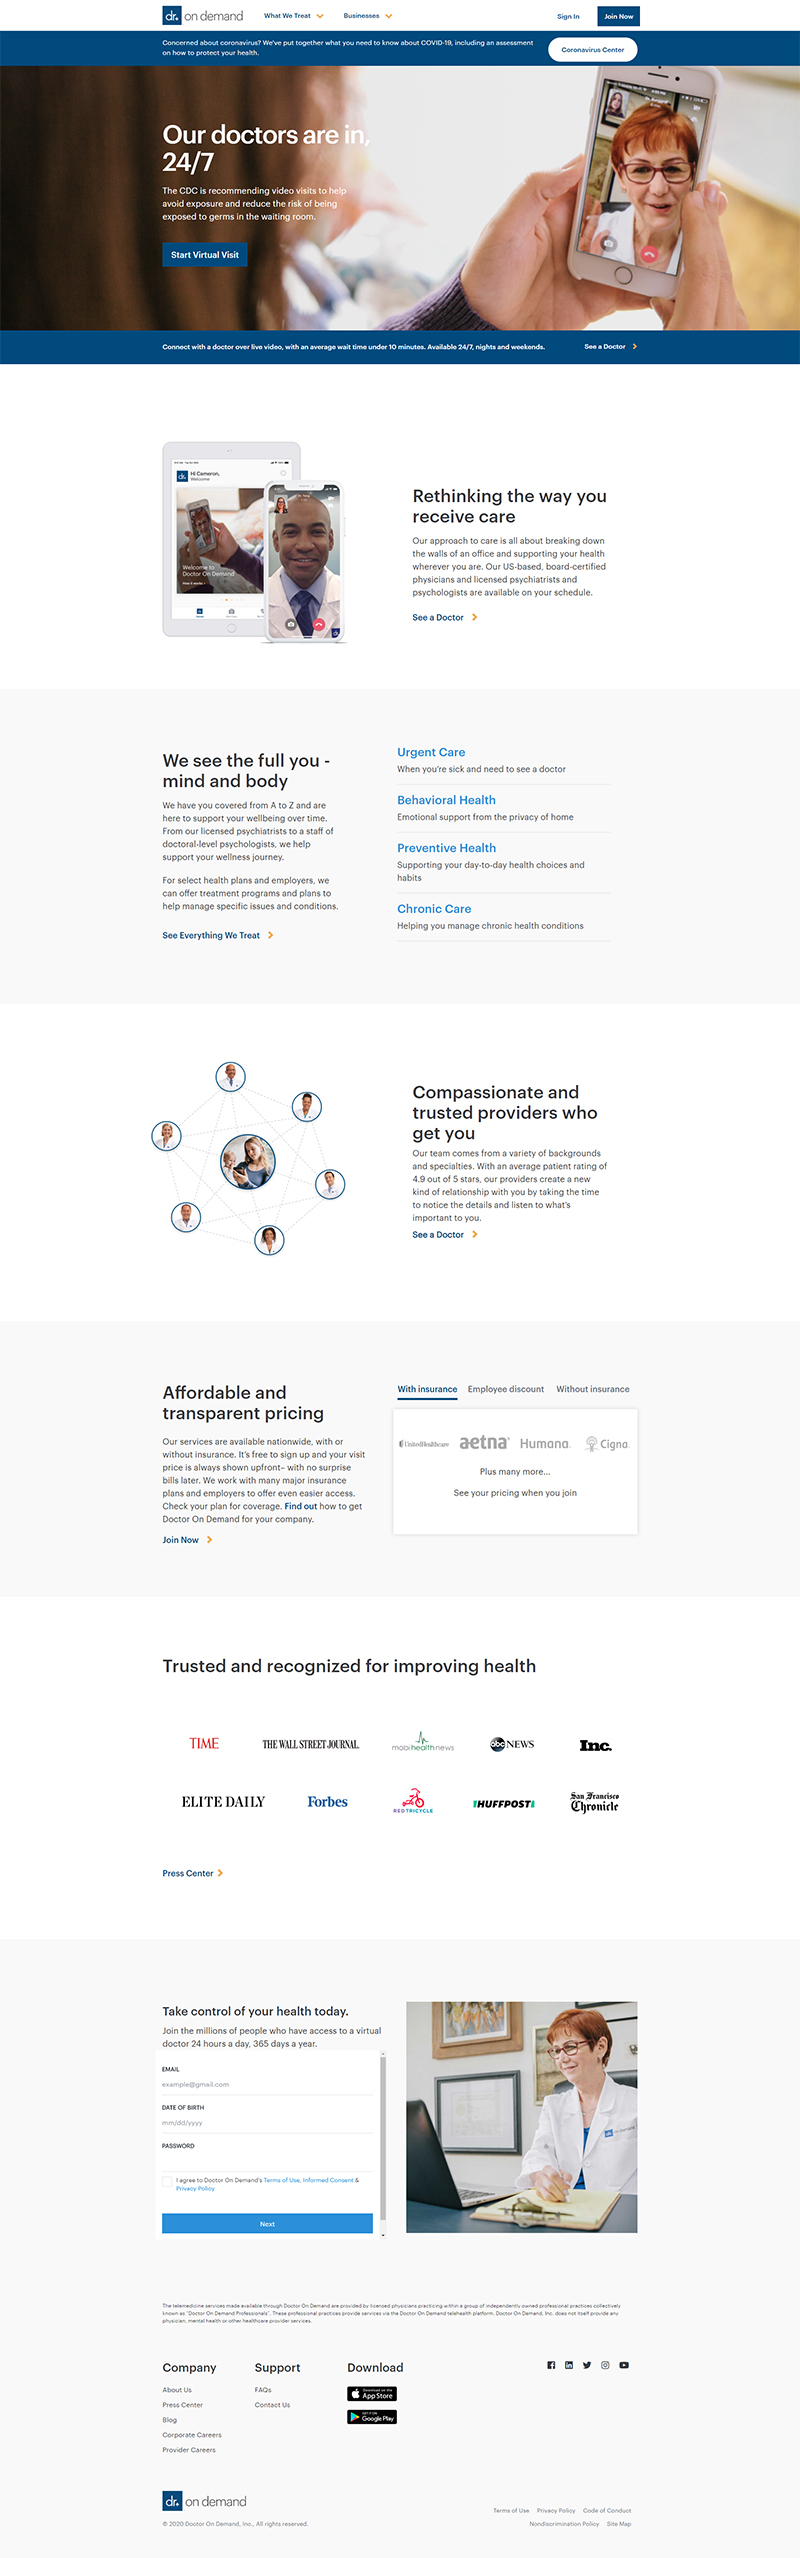 dr. on demand
What We Treat
Businesses
Sign In
Join Now
Concerned about coronavirus? We've put together what you need to know about COVID-19, including an assessment
on how to protect your health.
Coronavirus Center
Our doctors are in,
24/7
The CDC is recommending video visits to help
avoid exposure and reduce the risk of being
exposed to germs in the waiting room.
Start Virtual Visit
Connect with a doctor over live video, with an average wait time under 10 minutes. Available 24/7, nights and weekends.
See a Doctor
Hi Cameron,
Welcome
Welcome to
Doctor On Demand
How it works
Rethinking the way you
receive care
Our approach to care is all about breaking down
the walls of an office and supporting your health
wherever you are. Our US-based, board-certified
physicians and licensed psychiatrists and
psychologists are available on your schedule.
See a Doctor
We see the full you -
mind and body
We have you covered from A to Z and are
here to support your wellbeing over time.
From our licensed psychiatrists to a staff of
doctoral-level psychologists, we help
support your wellness journey.
For select health plans and employers, we
can offer treatment programs and plans to
help manage specific issues and conditions.
See Everything We Treat
Urgent Care
When you're sick and need to see a doctor
Behavioral Health
Emotional support from the privacy of home
Preventive Health
Supporting your day-to-day health choices and
habits
Chronic Care
Helping you manage chronic health conditions
Compassionate and
trusted providers who
get you
Our team comes from a variety of backgrounds
and specialties. With an average patient rating of
4.9 out of 5 stars, our providers create a new
kind of relationship with you by taking the time
to notice the details and listen to what's
important to you.
See a Doctor
Affordable and
transparent pricing
Our services are available nationwide, with or
without insurance. It's free to sign up and your visit
price is always shown upfront– with no surprise
bills later. We work with many major insurance
plans and employers to offer even easier access.
Check your plan for coverage. Find out how to get
Doctor On Demand for your company.
Join Now
With insurance
Employee discount
Without insurance
UnitedHealthcare
aetna
Humana.
Cigna.
Plus many more...
See your pricing when you join
Trusted and recognized for improving health
TIME
THE WALL STREET JOURNAL.
mobihealthnews
abc NEWS
Inc.
ELITE DAILY
Forbes
REDTRICYCLE
HUFFPOST
San Francisco
Chronicle
Press Center
Take control of your health today.
Join the millions of people who have access to a virtual
doctor 24 hours a day, 365 days a year.
EMAIL
example@gmail.com
DATE OF BIRTH
mm/dd/yyyy
PASSWORD
I agree to Doctor On Demand's Terms of Use, Informed Consent &
Privacy Policy
Next
The telemedicine services made available through Doctor On Demand are provided by licensed physicians practicing within a group of independently owned professional practices collectively
known as "Doctor On Demand Professionals". These professional practices provide services via the Doctor On Demand telehealth platform. Doctor On Demand, Inc. does not itself provide any
physician, mental health or other healthcare provider services.
Company
About Us
Press Center
Blog
Corporate Careers
Provider Careers
Support
FAQs
Contact Us
Download
Download on the
App Store
GET IT ON
Google Play
dr. on demand
© 2020 Doctor On Demand, Inc., All rights reserved.
Terms of Use
Privacy Policy
Code of Conduct
Nondiscrimination Policy
Site Map